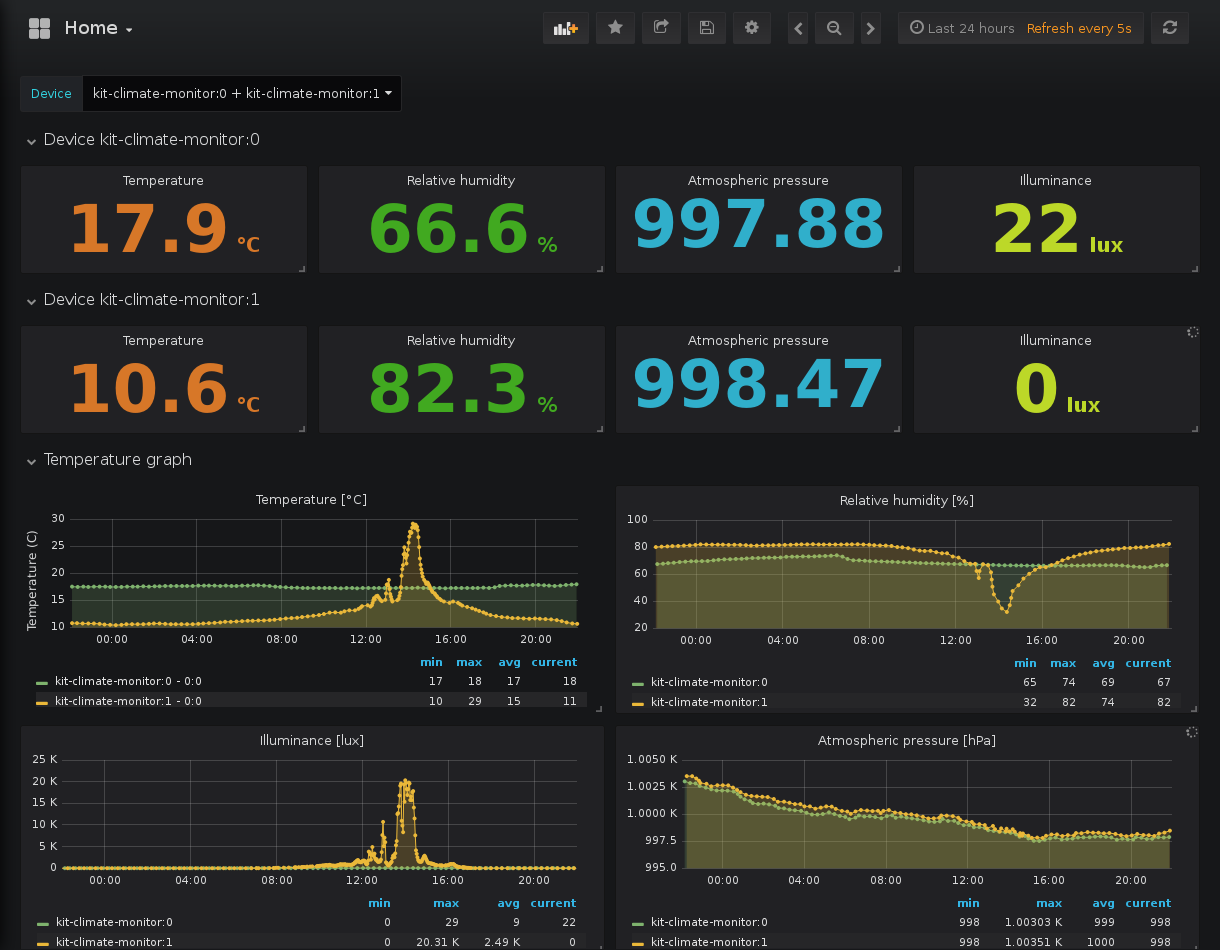 Home
Last 24 hours Refresh every 5s
Device kit-climate-monitor:0 + kit-climate-monitor:1
Device kit-climate-monitor:0
Temperature Relative humidity Atmospheric pressure Illuminance
17.9 °C 66.6 % 997.88 22 lux
Device kit-climate-monitor:1
Temperature Relative humidity Atmospheric pressure Illuminance
10.6 °C 82.3 % 998.47 0 lux
Temperature graph
Temperature [°C]
Temperature (C)
30
25
20
15
10
00:00 04:00 08:00 12:00 16:00 20:00
min max avg current
kit-climate-monitor:0 - 0:0 17 18 17 18
kit-climate-monitor:1 - 0:0 10 29 15 11
Relative humidity [%]
100
80
60
40
20
00:00 04:00 08:00 12:00 16:00 20:00
min max avg current
kit-climate-monitor:0 65 74 69 67
kit-climate-monitor:1 32 82 74 82
Illuminance [lux]
25 K
20 K
15 K
10 K
5 K
0
00:00 04:00 08:00 12:00 16:00 20:00
min max avg current
kit-climate-monitor:0 0 29 9 22
kit-climate-monitor:1 0 20.31 K 2.49 K 0
Atmospheric pressure [hPa]
1.0050 K
1.0025 K
1.0000 K
997.5
995.0
00:00 04:00 08:00 12:00 16:00 20:00
min max avg current
kit-climate-monitor:0 998 1.00303 K 999 998
kit-climate-monitor:1 998 1.00351 K 1000 998